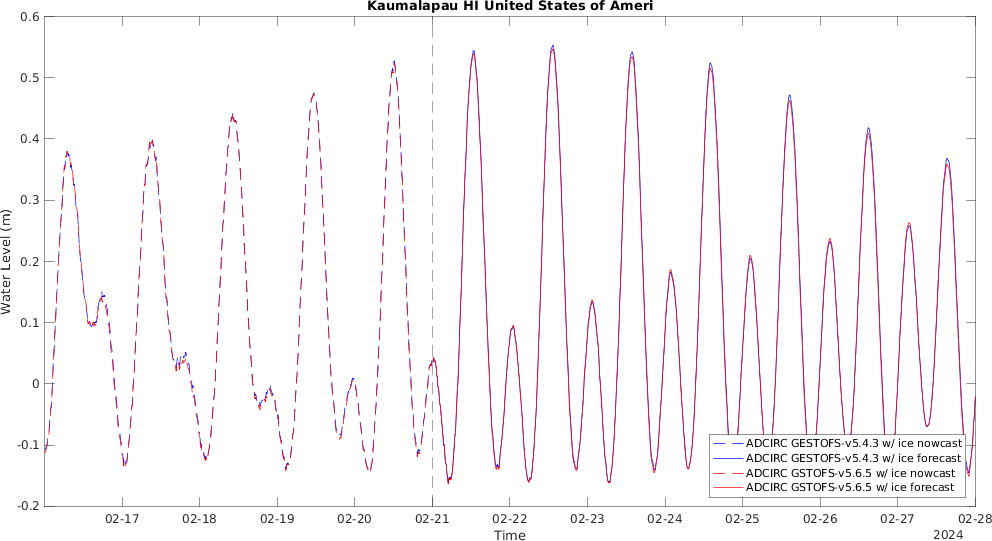 Kaumalapau HI United States of Ameri
0.6
0.5
0.4
0.3
0.2
0.1
0
-0.1
-0.2
Water Level (m)
02-17 02-18 02-19 02-20 02-21 02-22 02-23 02-24 02-25 02-26 02-27 02-28
Time
2024
ADCIRC GESTOFS-v5.4.3 w/ ice nowcast
ADCIRC GESTOFS-v5.4.3 w/ ice forecast
ADCIRC GSTOFS-v5.6.5 w/ ice nowcast
ADCIRC GSTOFS-v5.6.5 w/ ice forecast